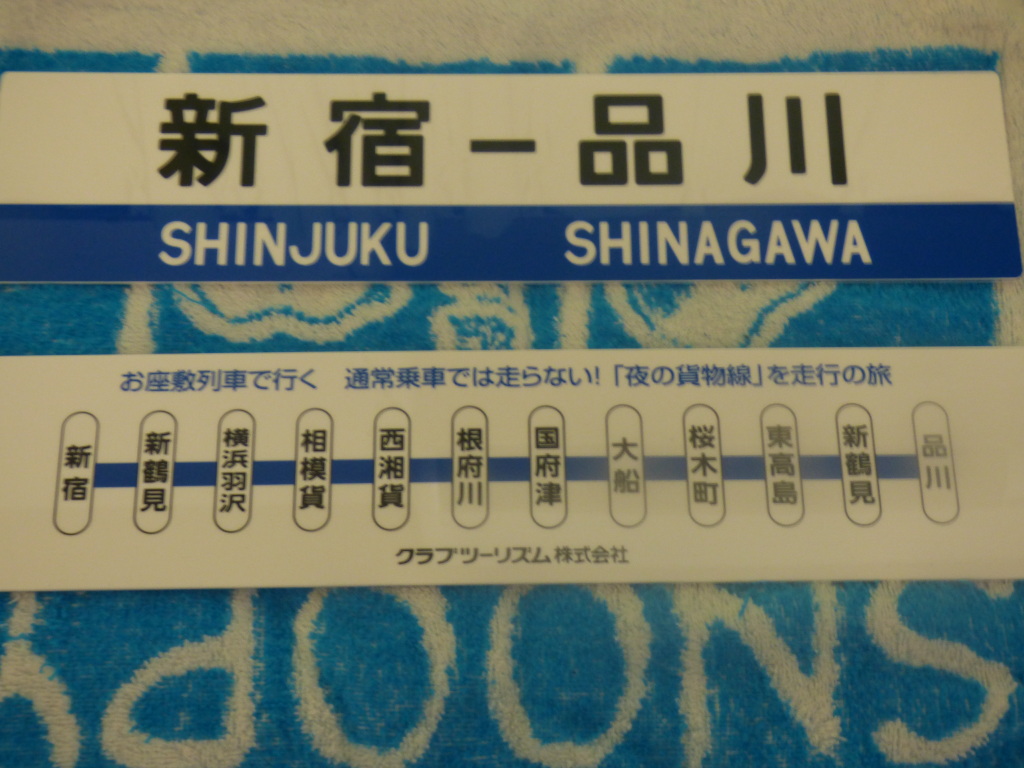 新宿－品川
SHINJUKU SHINAGAWA
お座敷列車で行く 通常乗車では走らない!「夜の貨物線」を走行の旅
新宿
新鶴見
横浜羽沢
相模貨
西湘貨
根府川
国府津
大船
桜木町
東高島
新鶴見
品川
クラブツーリズム株式会社
SNOOPY